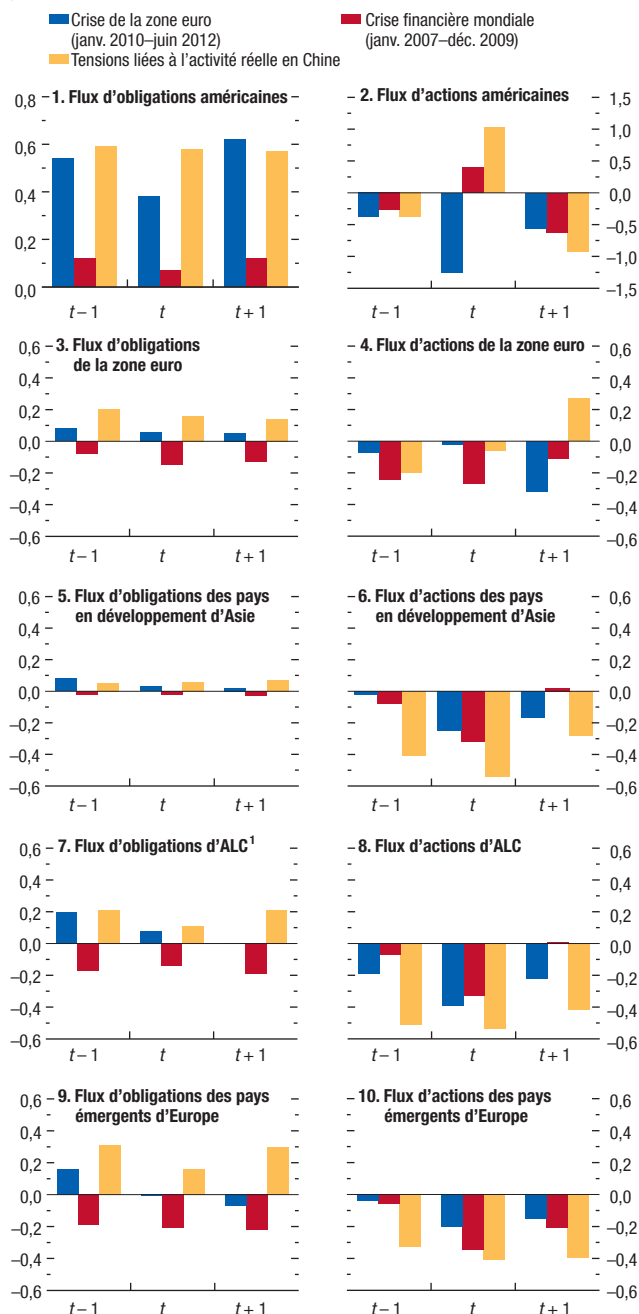 Crise de la zone euro
(janv. 2010–juin 2012)
Crise financière mondiale
(janv. 2007–déc. 2009)
Tensions liées à l'activité réelle en Chine
1. Flux d'obligations américaines
0,8
0,6
0,4
0,2
0,0
t – 1 t t + 1
2. Flux d'actions américaines
1,5
1,0
0,5
0,0
–0,5
–1,0
–1,5
t – 1 t t + 1
3. Flux d'obligations
de la zone euro
0,6
0,4
0,2
0,0
–0,2
–0,4
–0,6
t – 1 t t + 1
4. Flux d'actions de la zone euro
0,6
0,4
0,2
0,0
–0,2
–0,4
–0,6
t – 1 t t + 1
5. Flux d'obligations des pays
en développement d'Asie
0,6
0,4
0,2
0,0
–0,2
–0,4
–0,6
t – 1 t t + 1
6. Flux d'actions des pays
en développement d'Asie
0,6
0,4
0,2
0,0
–0,2
–0,4
–0,6
t – 1 t t + 1
7. Flux d'obligations d'ALC¹
0,6
0,4
0,2
0,0
–0,2
–0,4
–0,6
t – 1 t t + 1
8. Flux d'actions d'ALC
0,6
0,4
0,2
0,0
–0,2
–0,4
–0,6
t – 1 t t + 1
9. Flux d'obligations des pays
émergents d'Europe
0,6
0,4
0,2
0,0
–0,2
–0,4
–0,6
t – 1 t t + 1
10. Flux d'actions des pays
émergents d'Europe
0,6
0,4
0,2
0,0
–0,2
–0,4
–0,6
t – 1 t t + 1